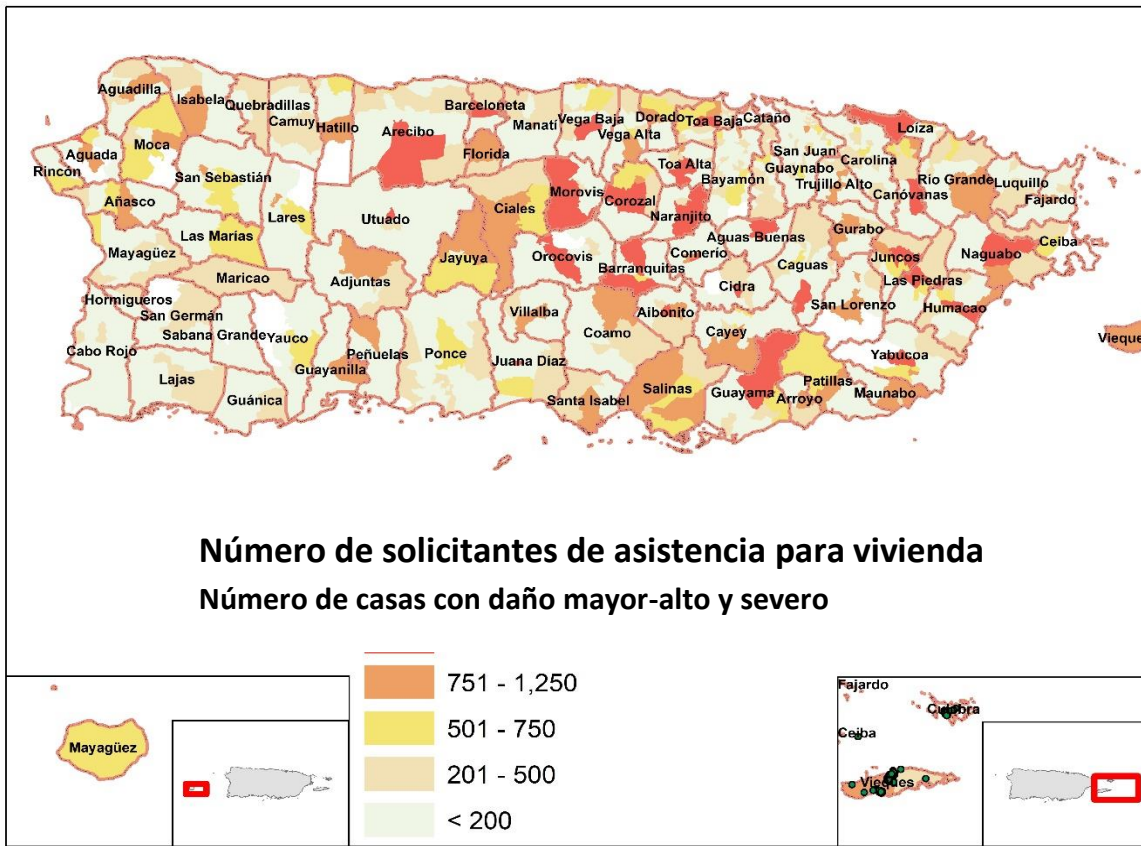 Aguadilla
Isabela
Quebradillas
Camuy
Hatillo
Arecibo
Barceloneta
Manatí
Vega Baja
Vega Alta
Dorado
Toa Baja
Cataño
San Juan
Guaynabo
Carolina
Loíza
Trujillo Alto
Canóvanas
Río Grande
Luquillo
Fajardo
Rincón
Aguada
Moca
San Sebastián
Añasco
Lares
Utuado
Florida
Ciales
Morovis
Corozal
Toa Alta
Naranjito
Bayamón
Aguas Buenas
Comerío
Gurabo
Juncos
Naguabo
Ceiba
Las Piedras
Mayagüez
Las Marías
Maricao
Adjuntas
Jayuya
Orocovis
Barranquitas
Cidra
Caguas
San Lorenzo
Humacao
Vieque
Hormigueros
San Germán
Sabana Grande
Yauco
Guayanilla
Peñuelas
Ponce
Villalba
Juana Díaz
Coamo
Aibonito
Cayey
Yabucoa
Cabo Rojo
Lajas
Guánica
Santa Isabel
Salinas
Guayama
Arroyo
Patillas
Maunabo
Número de solicitantes de asistencia para vivienda
Número de casas con daño mayor-alto y severo
751 - 1,250
501 - 750
201 - 500
< 200
Mayagüez
Fajardo
Culebra
Ceiba
Vieques